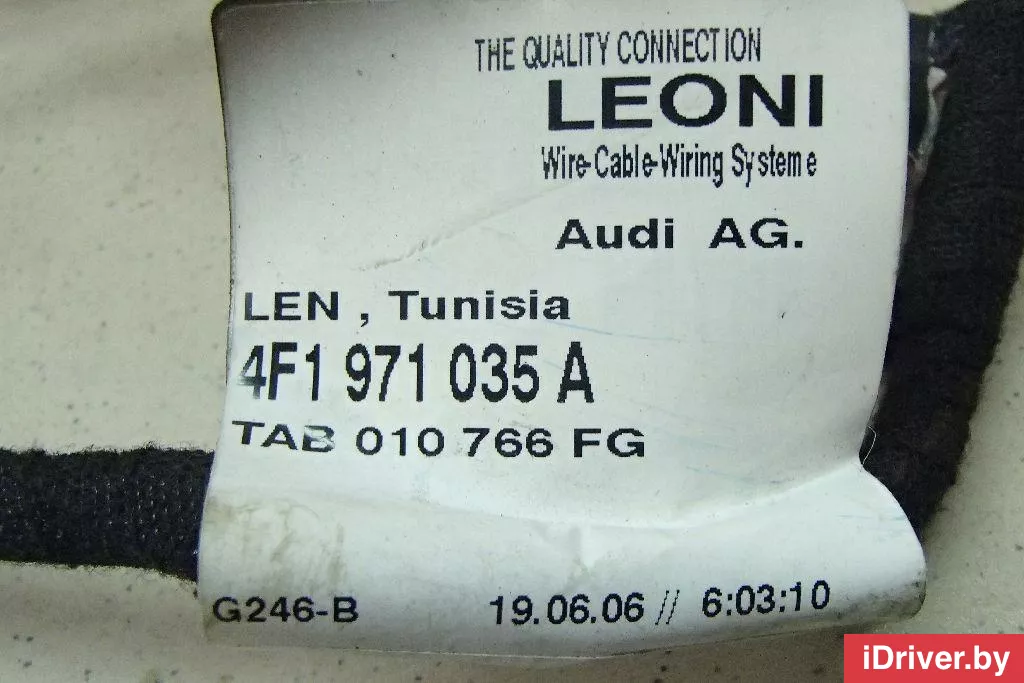 THE QUALITY CONNECTION
LEONI
Wire-Cable-Wiring Systeme
Audi AG.
LEN , Tunisia
4F1 971 035 A
TAB 010 766 FG
G246-B 19.06.06 // 6:03:10
iDriver.by